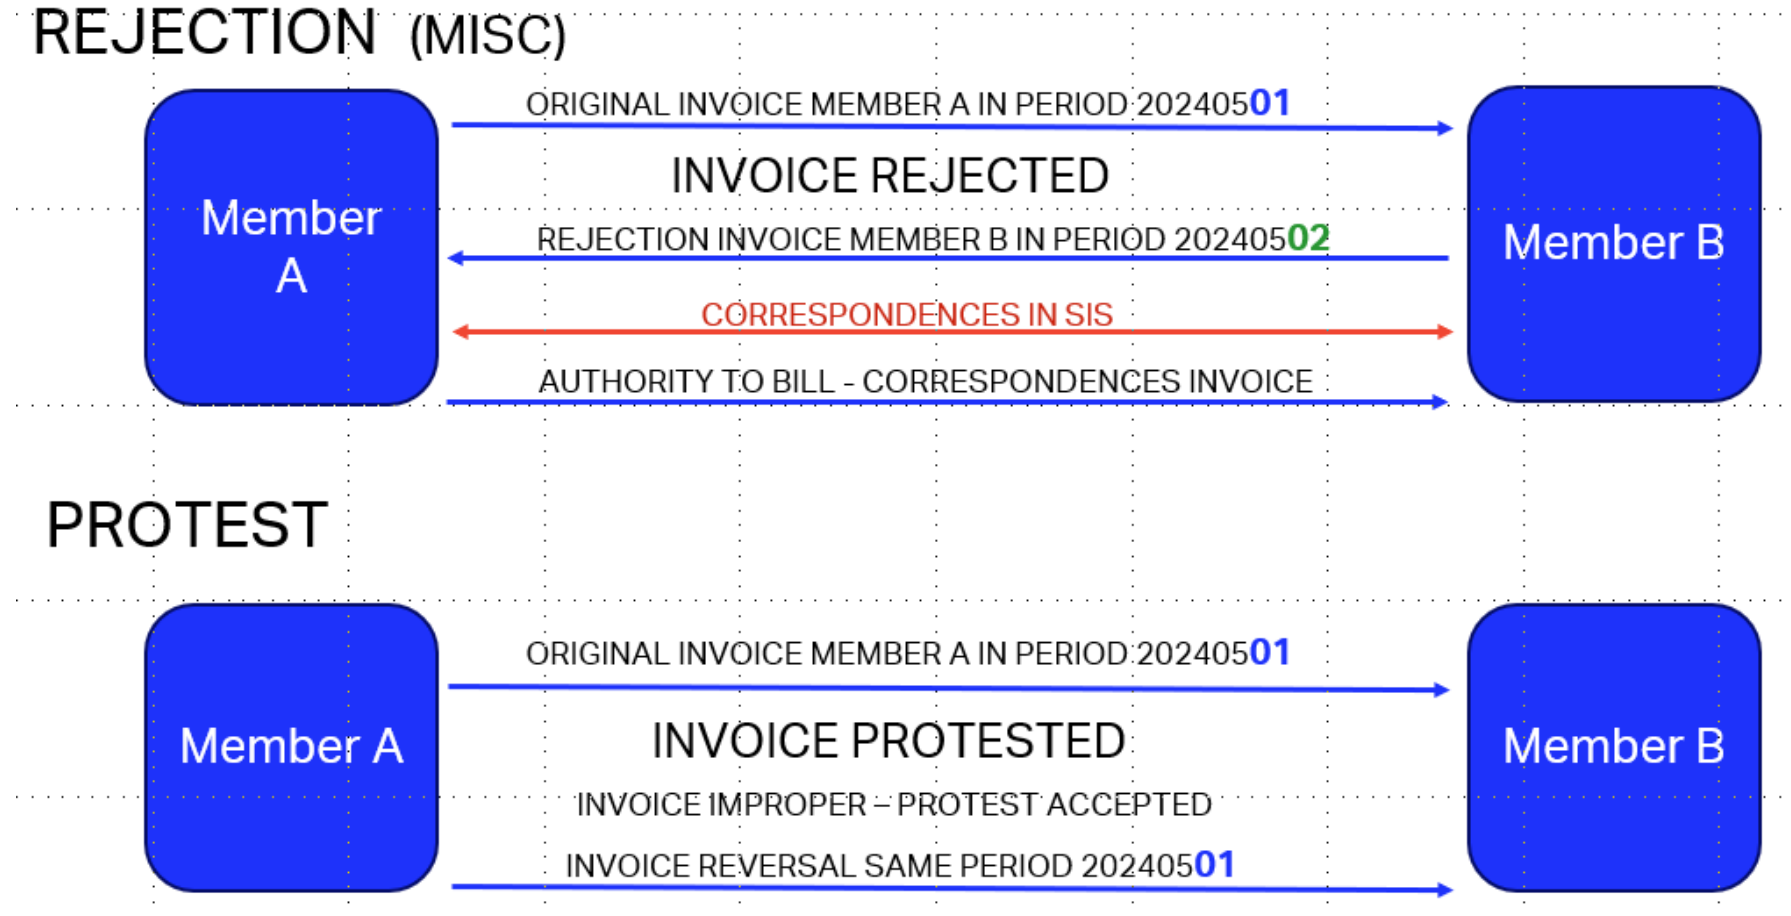 REJECTION (MISC)
ORIGINAL INVOICE MEMBER A IN PERIOD 20240501
INVOICE REJECTED
Member
A
REJECTION INVOICE MEMBER B IN PERIOD 20240502
Member B
CORRESPONDENCES IN SIS
AUTHORITY TO BILL - CORRESPONDENCES INVOICE
PROTEST
ORIGINAL INVOICE MEMBER A IN PERIOD 20240501
Member A
INVOICE PROTESTED
Member B
INVOICE IMPROPER – PROTEST ACCEPTED
INVOICE REVERSAL SAME PERIOD 20240501